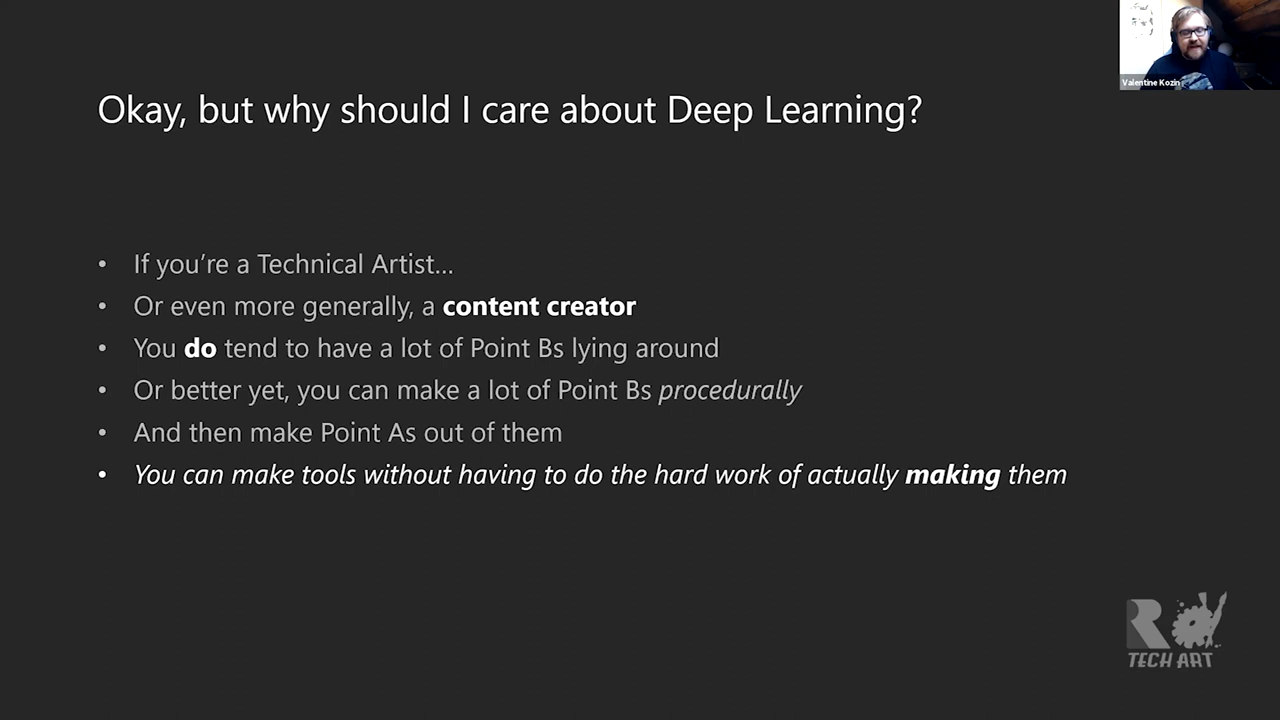 Valentine Kozin
Okay, but why should I care about Deep Learning?
• If you’re a Technical Artist…
• Or even more generally, a content creator
• You do tend to have a lot of Point Bs lying around
• Or better yet, you can make a lot of Point Bs procedurally
• And then make Point As out of them
• You can make tools without having to do the hard work of actually making them
R
TECH ART